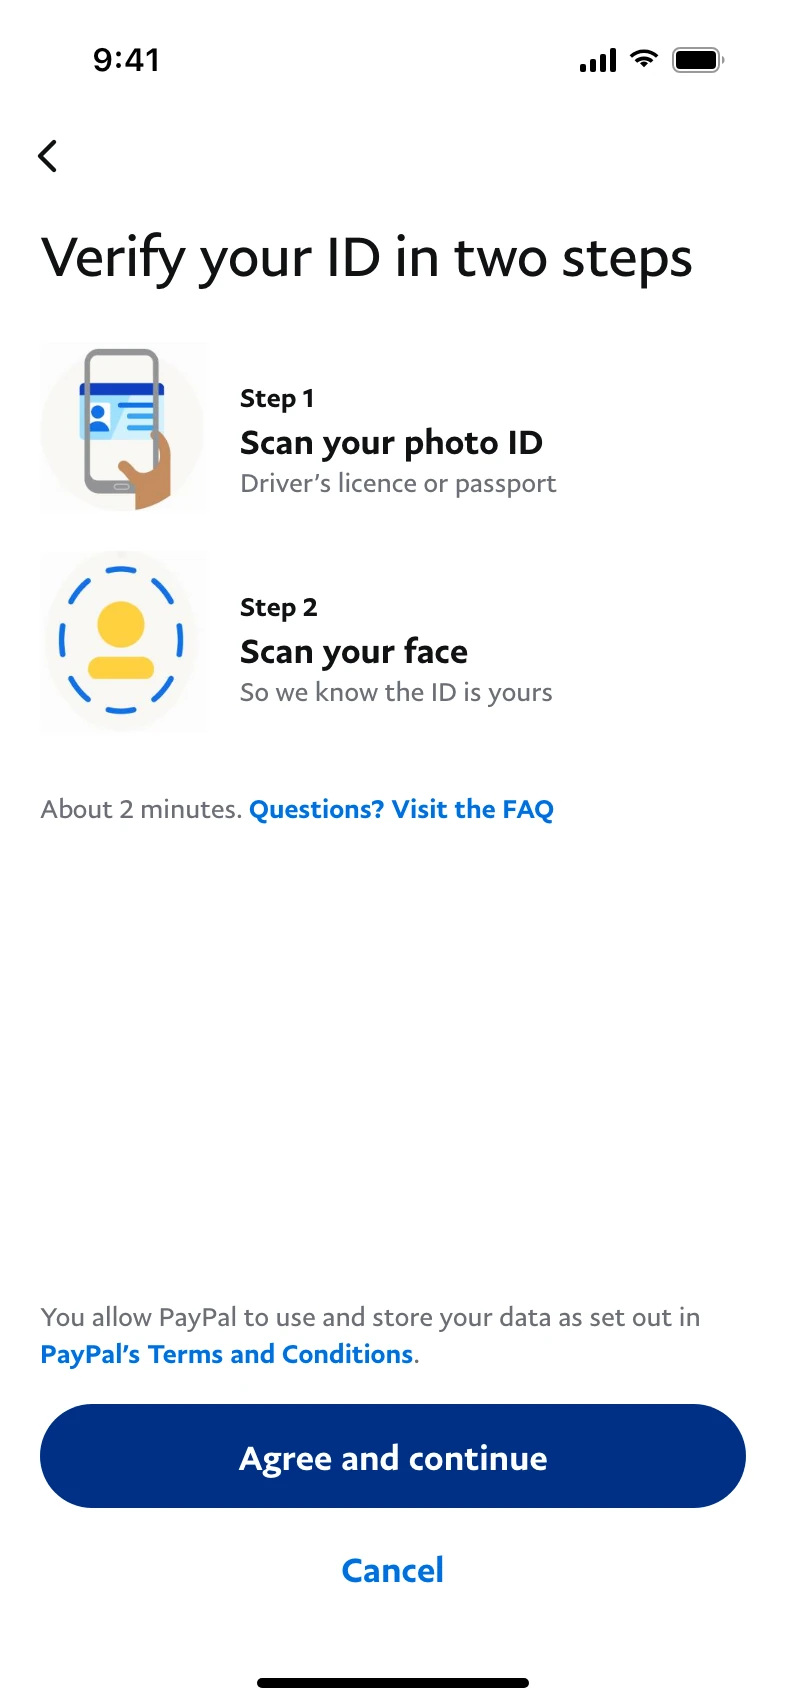 9:41
Verify your ID in two steps
Step 1
Scan your photo ID
Driver’s licence or passport
Step 2
Scan your face
So we know the ID is yours
About 2 minutes. Questions? Visit the FAQ
You allow PayPal to use and store your data as set out in
PayPal’s Terms and Conditions.
Agree and continue
Cancel